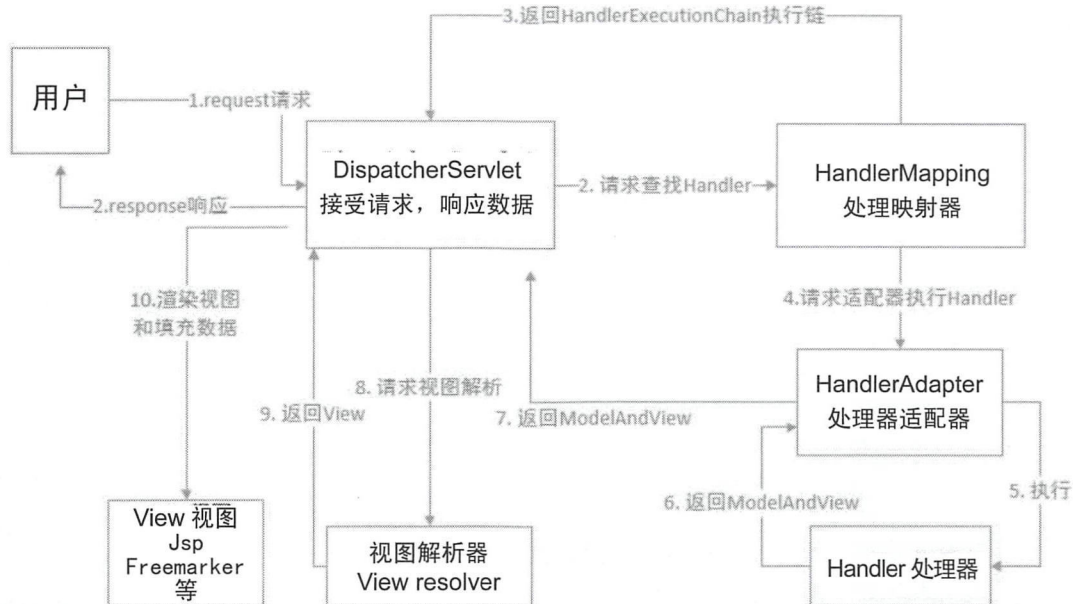 3.返回HandlerExecutionChain执行链
用户
1.request请求
DispatcherServlet
接受请求，响应数据
2. 请求查找Handler
HandlerMapping
处理映射器
2.response响应
10.渲染视图
和填充数据
4.请求适配器执行Handler
8. 请求视图解析
9. 返回View
7. 返回ModelAndView
HandlerAdapter
处理器适配器
6. 返回ModelAndView
5. 执行
View 视图
Jsp
Freemarker
等
视图解析器
View resolver
Handler 处理器